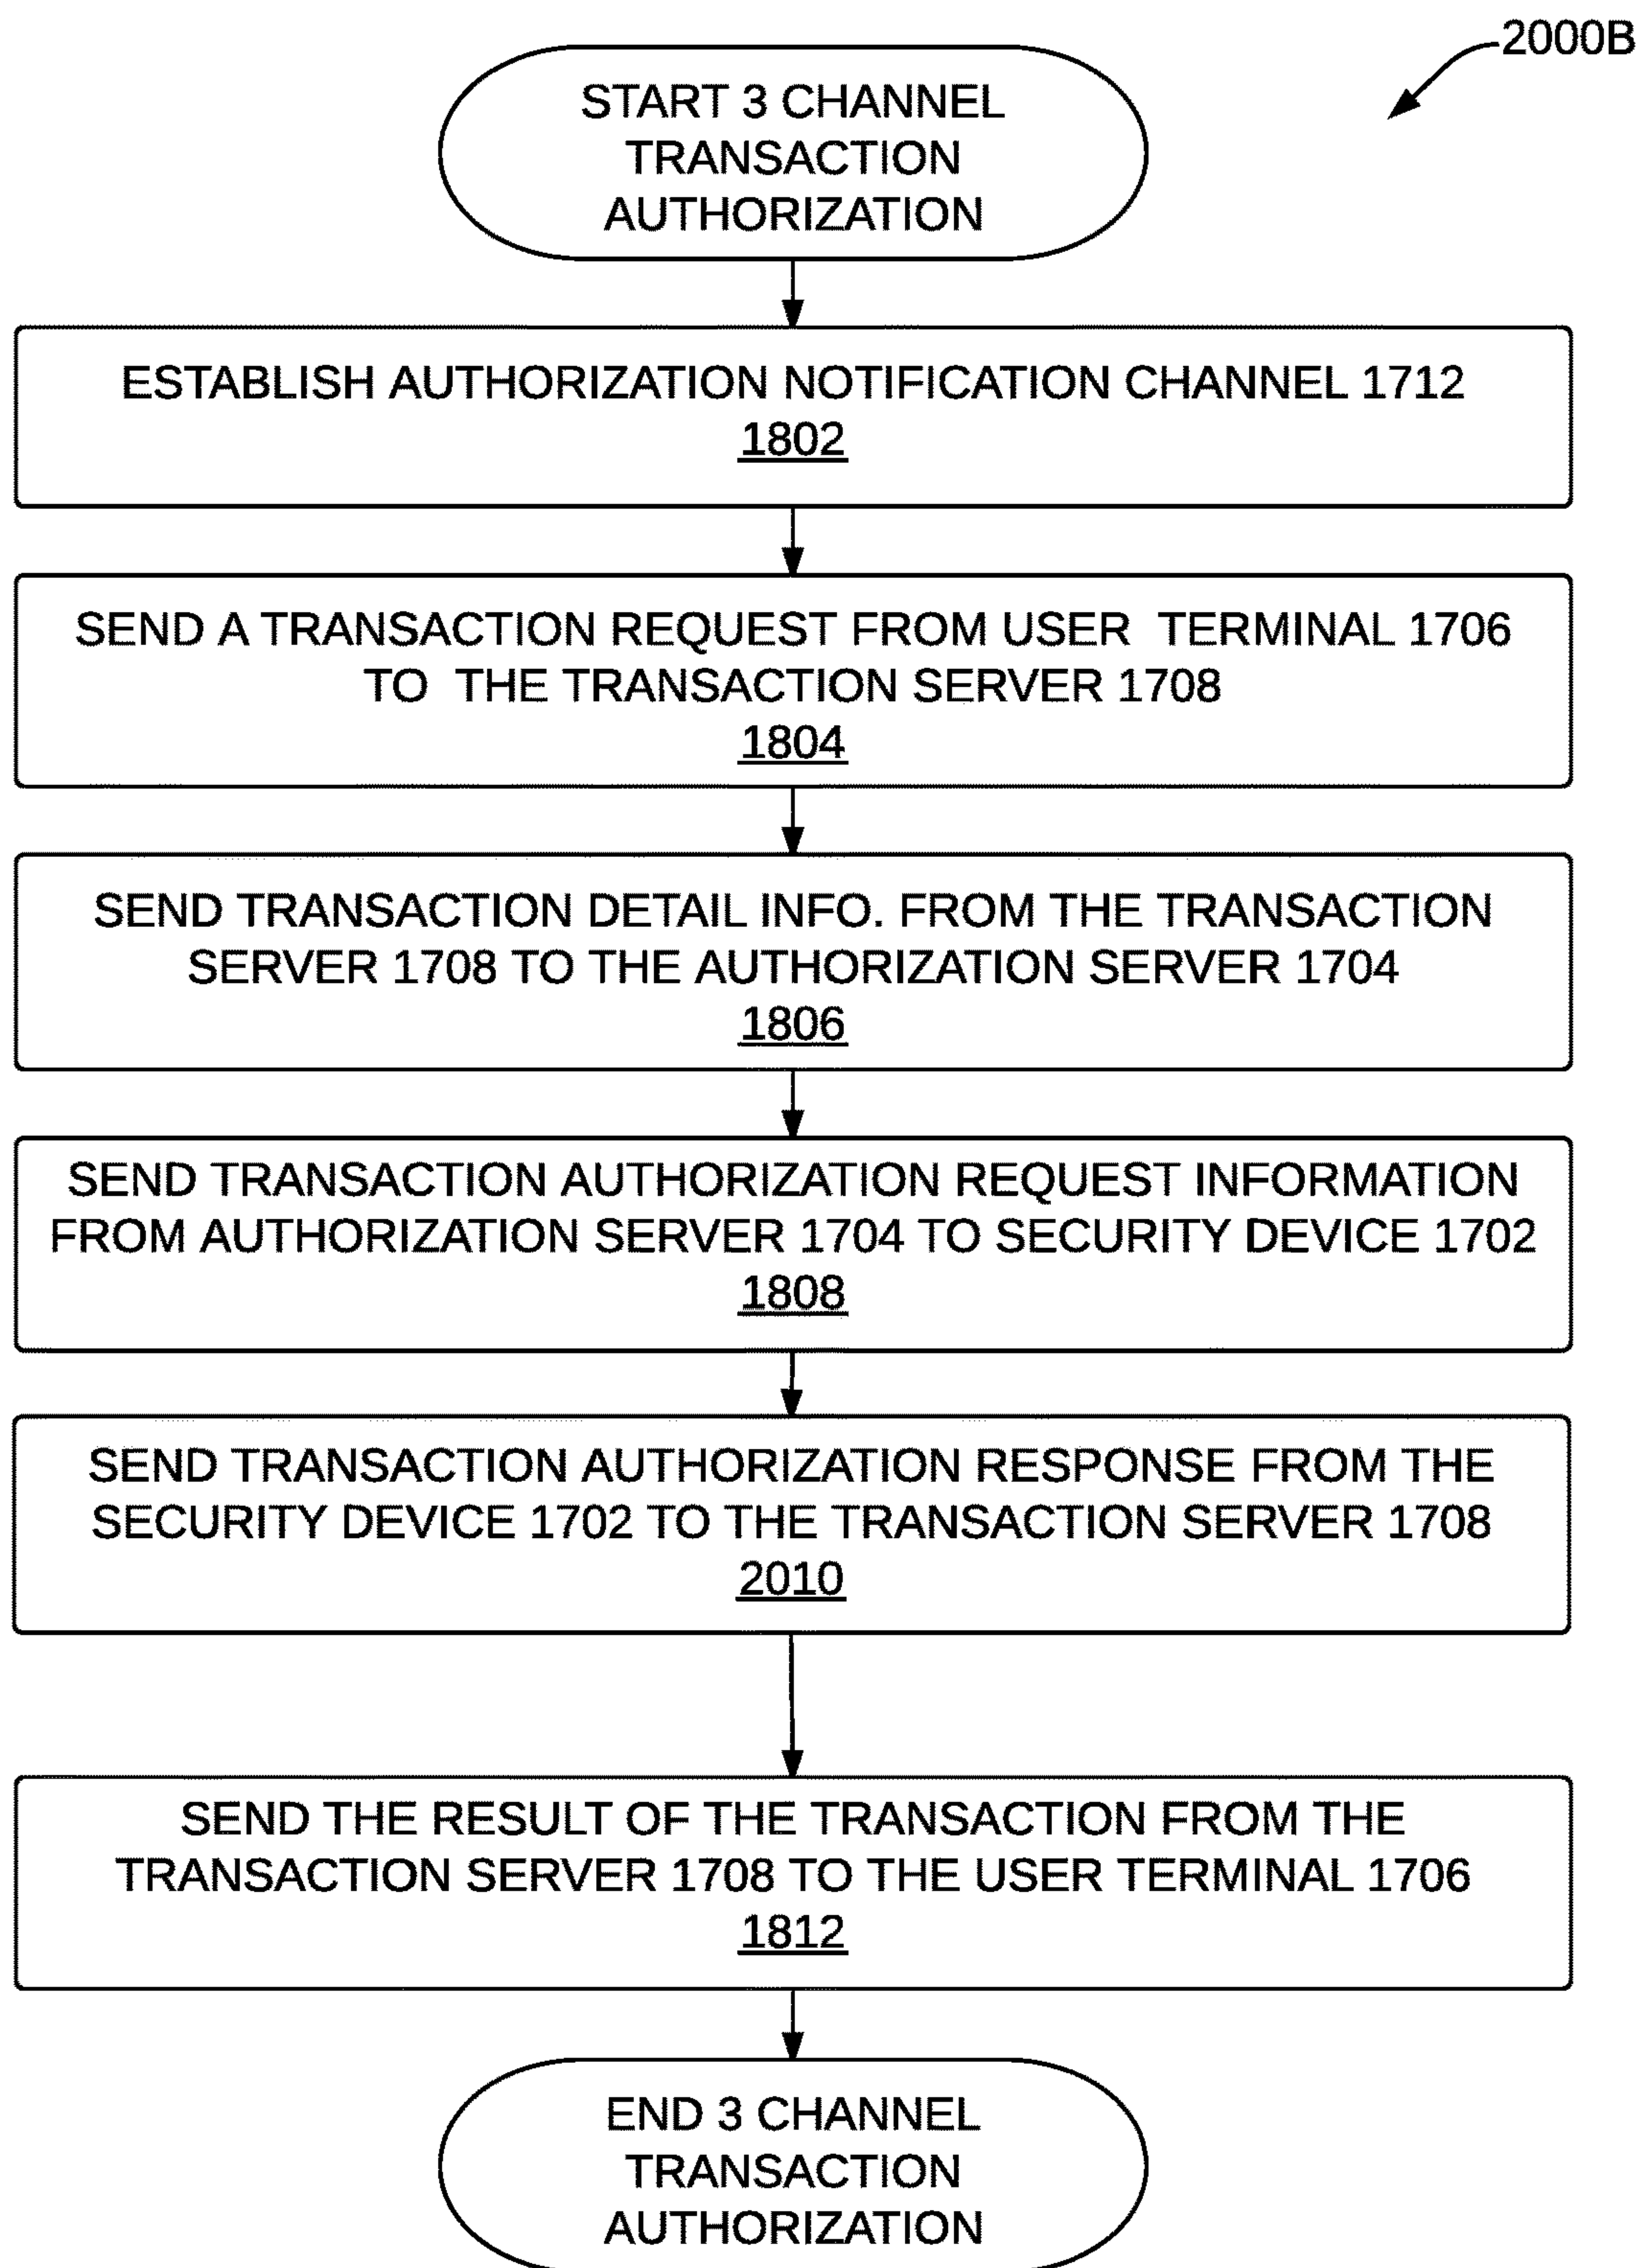 2000B
START 3 CHANNEL
TRANSACTION
AUTHORIZATION
ESTABLISH AUTHORIZATION NOTIFICATION CHANNEL 1712
1802
SEND A TRANSACTION REQUEST FROM USER TERMINAL 1706
TO THE TRANSACTION SERVER 1708
1804
SEND TRANSACTION DETAIL INFO. FROM THE TRANSACTION
SERVER 1708 TO THE AUTHORIZATION SERVER 1704
1806
SEND TRANSACTION AUTHORIZATION REQUEST INFORMATION
FROM AUTHORIZATION SERVER 1704 TO SECURITY DEVICE 1702
1808
SEND TRANSACTION AUTHORIZATION RESPONSE FROM THE
SECURITY DEVICE 1702 TO THE TRANSACTION SERVER 1708
2010
SEND THE RESULT OF THE TRANSACTION FROM THE
TRANSACTION SERVER 1708 TO THE USER TERMINAL 1706
1812
END 3 CHANNEL
TRANSACTION
AUTHORIZATION